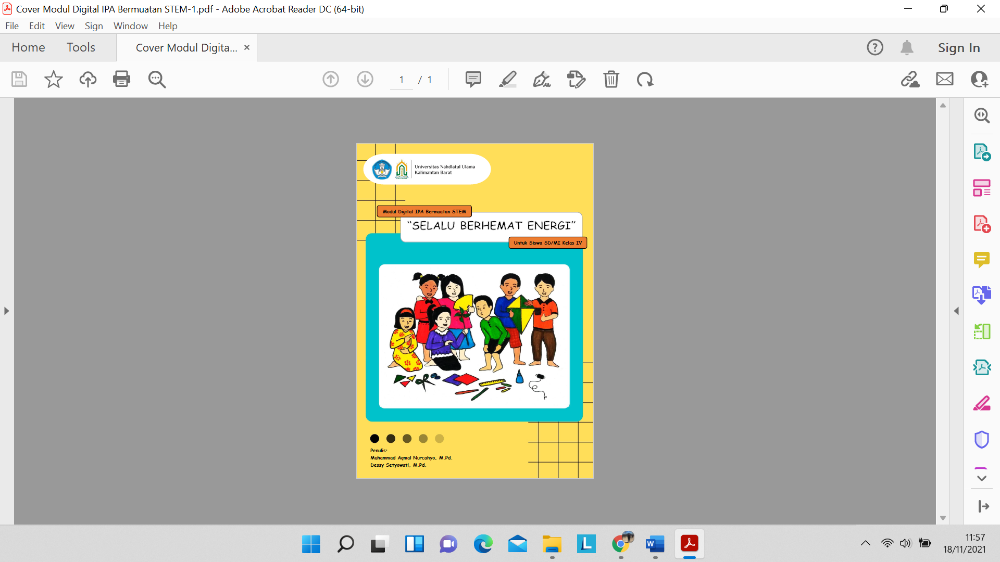 Cover Modul Digital IPA Bermuatan STEM-1.pdf - Adobe Acrobat Reader DC (64-bit)
File Edit View Sign Window Help
Home Tools Cover Modul Digita... × Sign In
1 / 1
Universitas Nahdlatul Ulama
Kalimantan Barat
Modul Digital IPA Bermuatan STEM
“SELALU BERHEMAT ENERGI”
Untuk Siswa SD/MI Kelas IV
Penulis:
Muhammad Aqmal Nurcahyo, M.Pd.
Dessy Setyowati, M.Pd.
11:57
18/11/2021